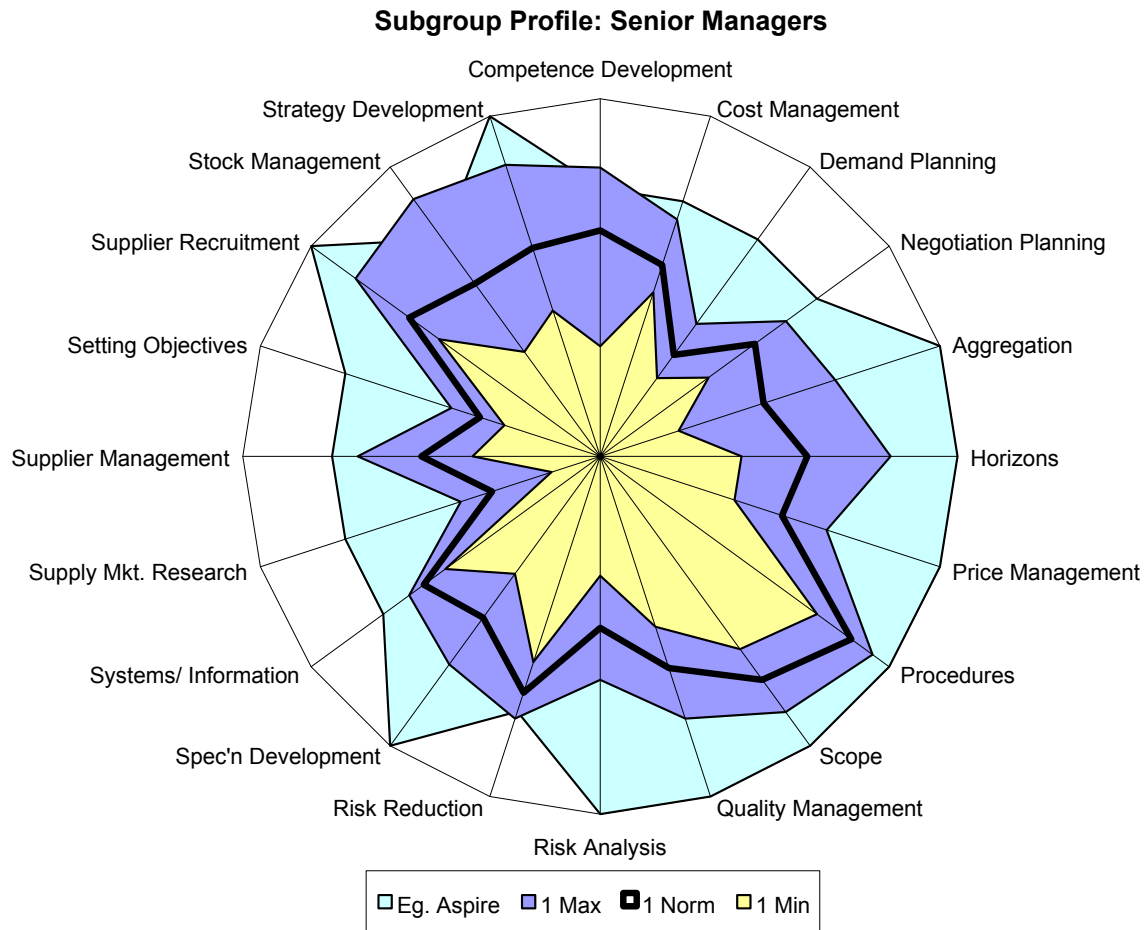 Subgroup Profile: Senior Managers
Competence Development
Strategy Development
Cost Management
Stock Management
Demand Planning
Supplier Recruitment
Negotiation Planning
Setting Objectives
Aggregation
Supplier Management
Horizons
Supply Mkt. Research
Price Management
Systems/ Information
Procedures
Spec'n Development
Scope
Risk Reduction
Quality Management
Risk Analysis
Eg. Aspire
1 Max
1 Norm
1 Min